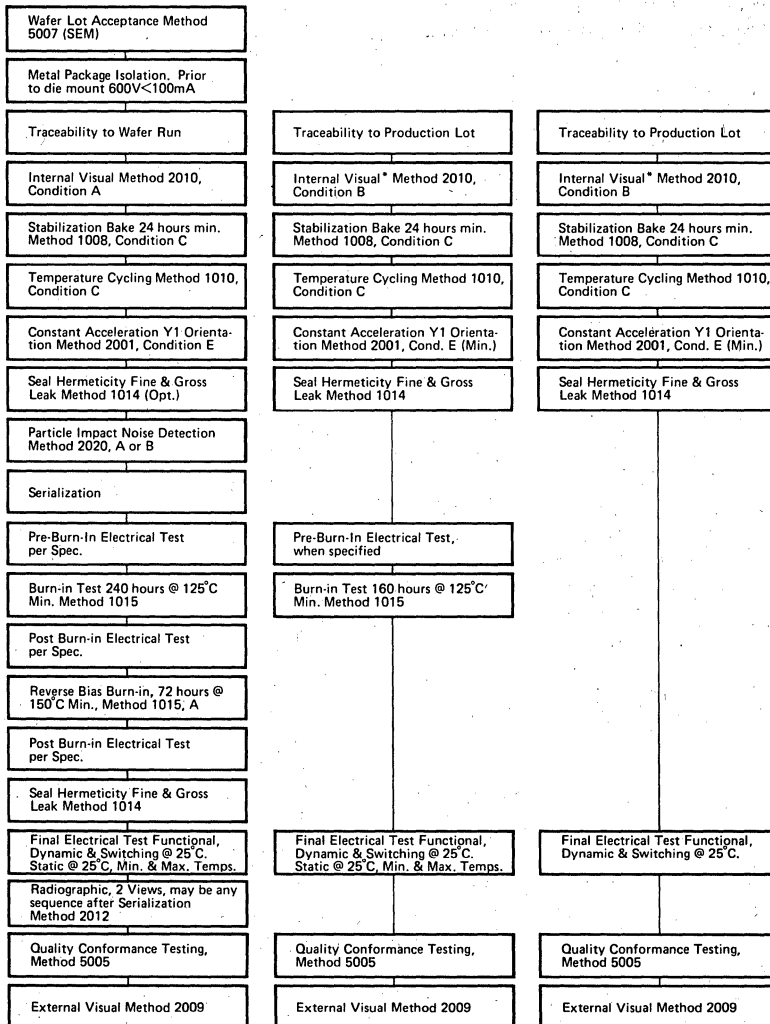 Wafer Lot Acceptance Method
5007 (SEM)
Metal Package Isolation. Prior
to die mount 600V<100mA
Traceability to Wafer Run
Internal Visual Method 2010,
Condition A
Stabilization Bake 24 hours min.
Method 1008, Condition C
Temperature Cycling Method 1010,
Condition C
Constant Acceleration Y1 Orienta-
tion Method 2001, Condition E
Seal Hermeticity Fine & Gross
Leak Method 1014 (Opt.)
Particle Impact Noise Detection
Method 2020, A or B
Serialization
Pre-Burn-In Electrical Test
per Spec.
Burn-in Test 240 hours @ 125°C
Min. Method 1015
Post Burn-in Electrical Test
per Spec.
Reverse Bias Burn-in, 72 hours @
150°C Min., Method 1015, A
Post Burn-in Electrical Test
per Spec.
Seal Hermeticity Fine & Gross
Leak Method 1014
Final Electrical Test Functional,
Dynamic & Switching @ 25°C.
Static @ 25°C, Min. & Max. Temps.
Radiographic, 2 Views, may be any
sequence after Serialization
Method 2012
Quality Conformance Testing,
Method 5005
External Visual Method 2009
Traceability to Production Lot
Internal Visual* Method 2010,
Condition B
Stabilization Bake 24 hours min.
Method 1008, Condition C
Temperature Cycling Method 1010,
Condition C
Constant Acceleration Y1 Orienta-
tion Method 2001, Cond. E (Min.)
Seal Hermeticity Fine & Gross
Leak Method 1014
Pre-Burn-In Electrical Test,
when specified
Burn-in Test 160 hours @ 125°C
Min. Method 1015
Final Electrical Test Functional,
Dynamic & Switching @ 25°C.
Static @ 25°C, Min. & Max. Temps.
Quality Conformance Testing,
Method 5005
External Visual Method 2009
Traceability to Production Lot
Internal Visual* Method 2010,
Condition B
Stabilization Bake 24 hours min.
Method 1008, Condition C
Temperature Cycling Method 1010,
Condition C
Constant Acceleration Y1 Orienta-
tion Method 2001, Cond. E (Min.)
Seal Hermeticity Fine & Gross
Leak Method 1014
Final Electrical Test Functional,
Dynamic & Switching @ 25°C.
Quality Conformance Testing,
Method 5005
External Visual Method 2009